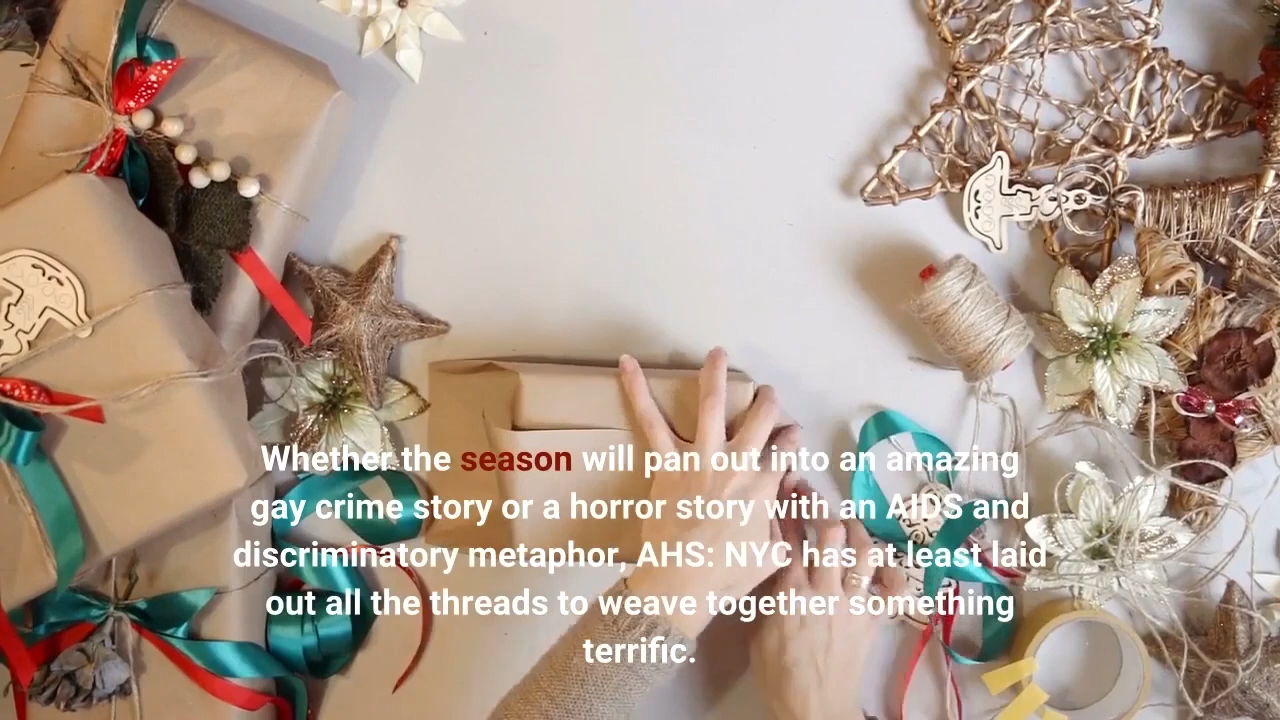 Whether the season will pan out into an amazing
gay crime story or a horror story with an AIDS and
discriminatory metaphor, AHS: NYC has at least laid
out all the threads to weave together something
terrific.